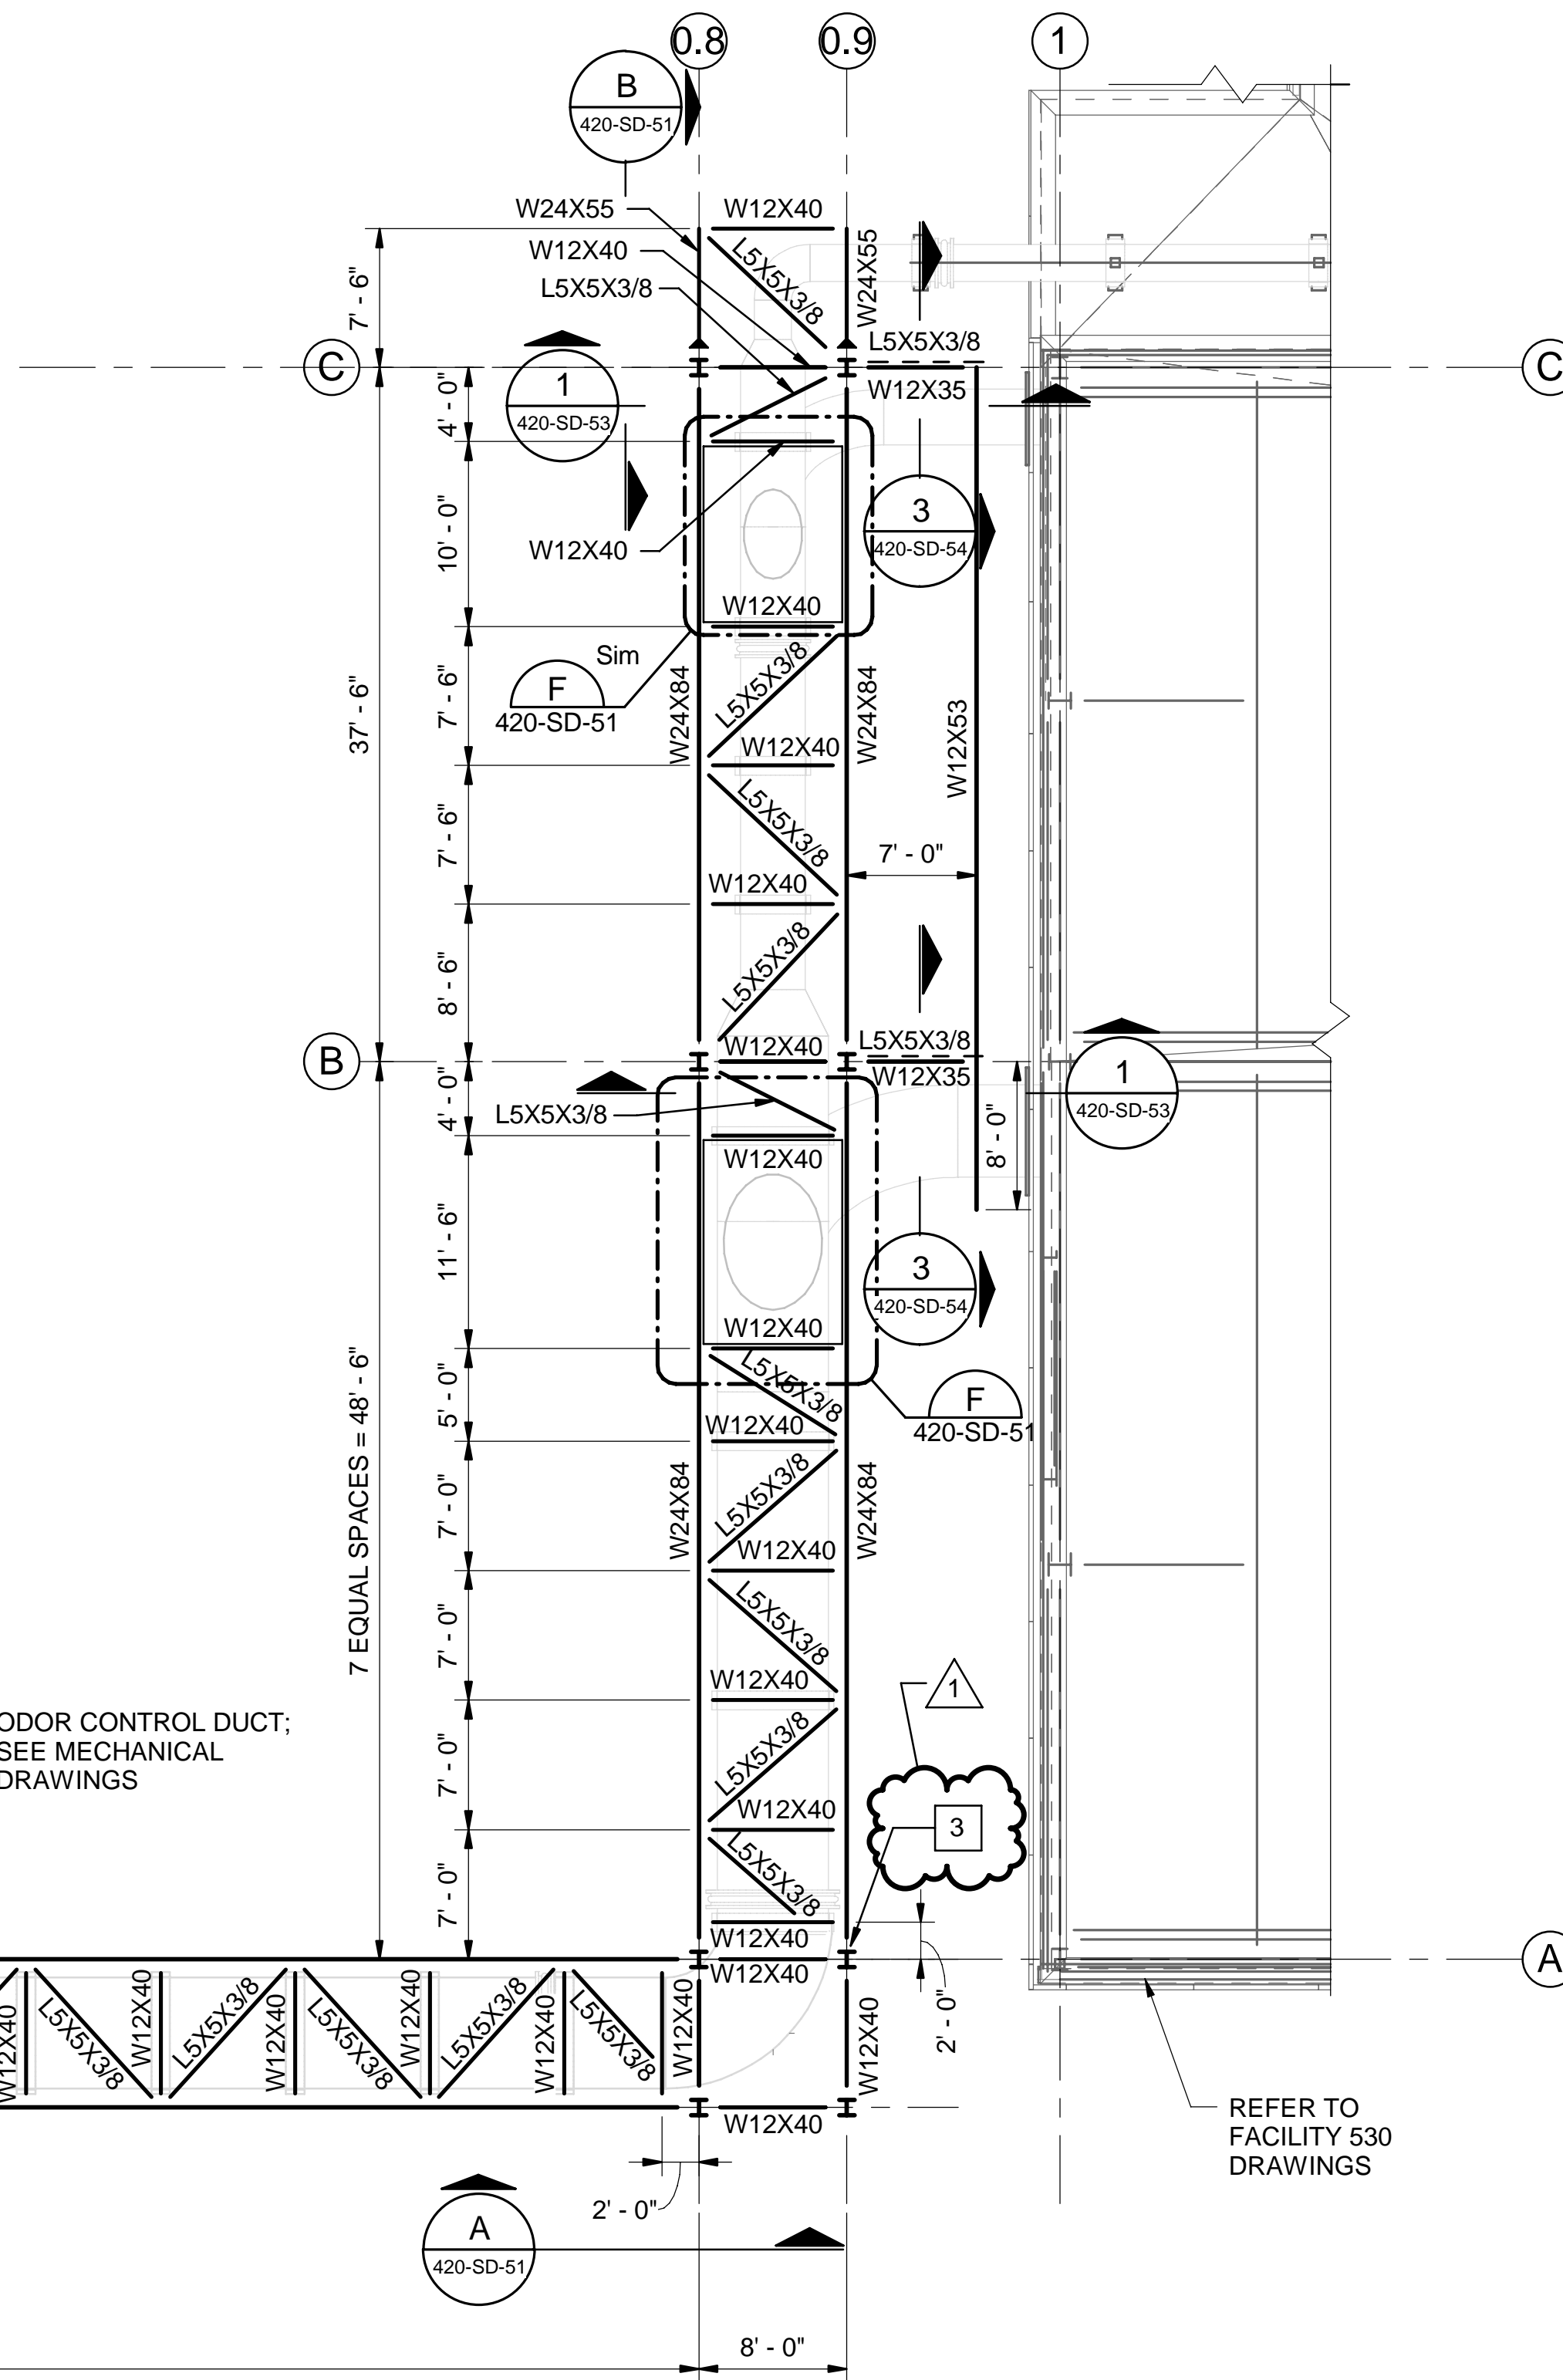 0.8
0.9
1
B
420-SD-51
W24X55
W12X40
W12X40
L5X5X3/8
L5X5X3/8
W24X55
7' - 6"
C
L5X5X3/8
W12X35
C
1
420-SD-53
4' - 0"
10' - 0"
W12X40
3
420-SD-54
W12X40
Sim
F
420-SD-51
37' - 6"
7' - 6"
W24X84
L5X5X3/8
W24X84
W12X40
W12X53
7' - 6"
L5X5X3/8
W12X40
7' - 0"
8' - 6"
L5X5X3/8
B
W12X40
L5X5X3/8
W12X35
4' - 0"
L5X5X3/8
1
420-SD-53
8' - 0"
W12X40
11' - 6"
3
420-SD-54
W12X40
L5X5X3/8
F
420-SD-51
5' - 0"
W12X40
7 EQUAL SPACES = 48' - 6"
7' - 0"
W24X84
L5X5X3/8
W24X84
W12X40
7' - 0"
L5X5X3/8
W12X40
1
ODOR CONTROL DUCT;
SEE MECHANICAL
DRAWINGS
7' - 0"
L5X5X3/8
W12X40
3
7' - 0"
L5X5X3/8
W12X40
W12X40
A
2' - 0"
W12X40
L5X5X3/8
W12X40
L5X5X3/8
W12X40
L5X5X3/8
W12X40
L5X5X3/8
W12X40
L5X5X3/8
W12X40
W12X40
W12X40
REFER TO
FACILITY 530
DRAWINGS
2' - 0"
A
420-SD-51
8' - 0"